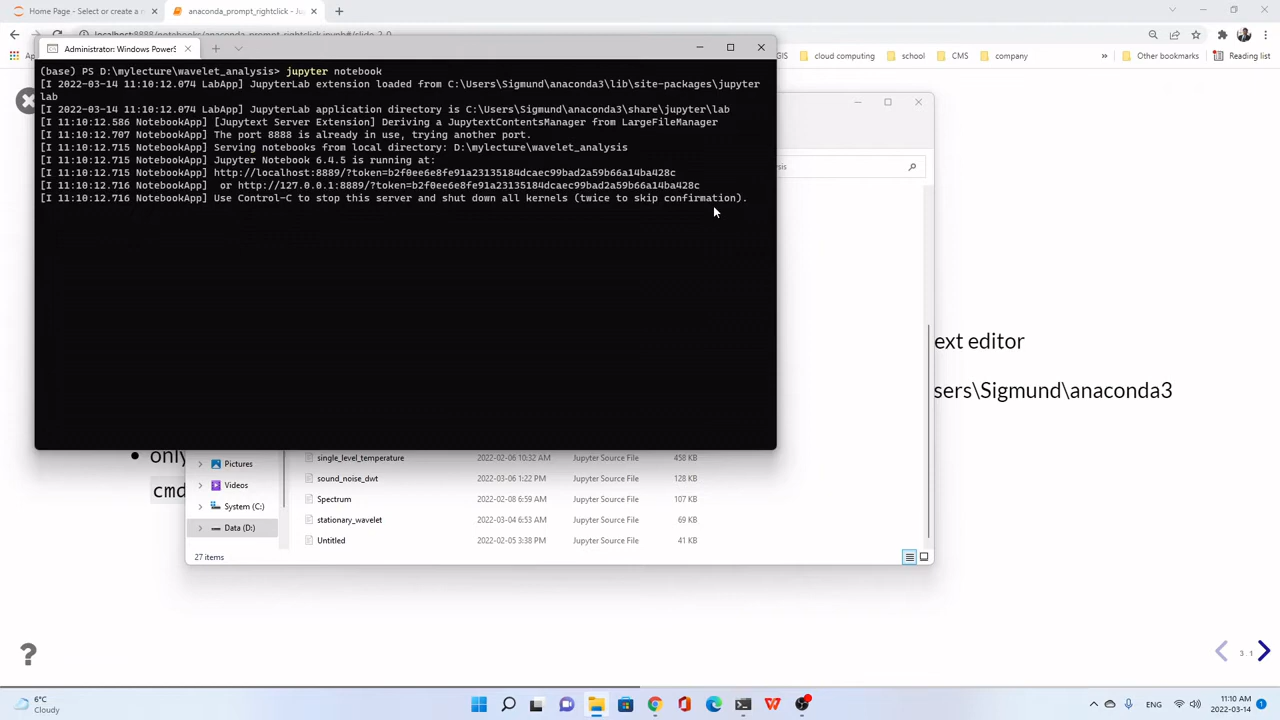 Home Page - Select or create a n
anaconda_prompt_rightclick - Ju
Administrator: Windows PowerS
GIS
cloud computing
school
CMS
company
Other bookmarks
Reading list
(base) PS D:\mylecture\wavelet_analysis> jupyter notebook
[I 2022-03-14 11:10:12.074 LabApp] JupyterLab extension loaded from C:\Users\Sigmund\anaconda3\lib\site-packages\jupyter
lab
[I 2022-03-14 11:10:12.074 LabApp] JupyterLab application directory is C:\Users\Sigmund\anaconda3\share\jupyter\lab
[I 11:10:12.586 NotebookApp] [Jupytext Server Extension] Deriving a JupytextContentsManager from LargeFileManager
[I 11:10:12.707 NotebookApp] The port 8888 is already in use, trying another port.
[I 11:10:12.715 NotebookApp] Serving notebooks from local directory: D:\mylecture\wavelet_analysis
[I 11:10:12.715 NotebookApp] Jupyter Notebook 6.4.5 is running at:
[I 11:10:12.715 NotebookApp] http://localhost:8889/?token=b2f0ee6e8fe91a23135184dcaec99bad2a59b66a14ba428c
[I 11:10:12.716 NotebookApp]  or http://127.0.0.1:8889/?token=b2f0ee6e8fe91a23135184dcaec99bad2a59b66a14ba428c
[I 11:10:12.716 NotebookApp] Use Control-C to stop this server and shut down all kernels (twice to skip confirmation).
ext editor
sers\Sigmund\anaconda3
only
cmd
Pictures
Videos
System (C:)
Data (D:)
single_level_temperature 2022-02-06 10:32 AM Jupyter Source File 458 KB
sound_noise_dwt 2022-03-06 1:22 PM Jupyter Source File 128 KB
Spectrum 2022-02-08 6:59 AM Jupyter Source File 107 KB
stationary_wavelet 2022-03-04 6:53 AM Jupyter Source File 69 KB
Untitled 2022-02-05 3:38 PM Jupyter Source File 41 KB
27 items
?
3.1
6°C
Cloudy
ENG
11:10 AM
2022-03-14